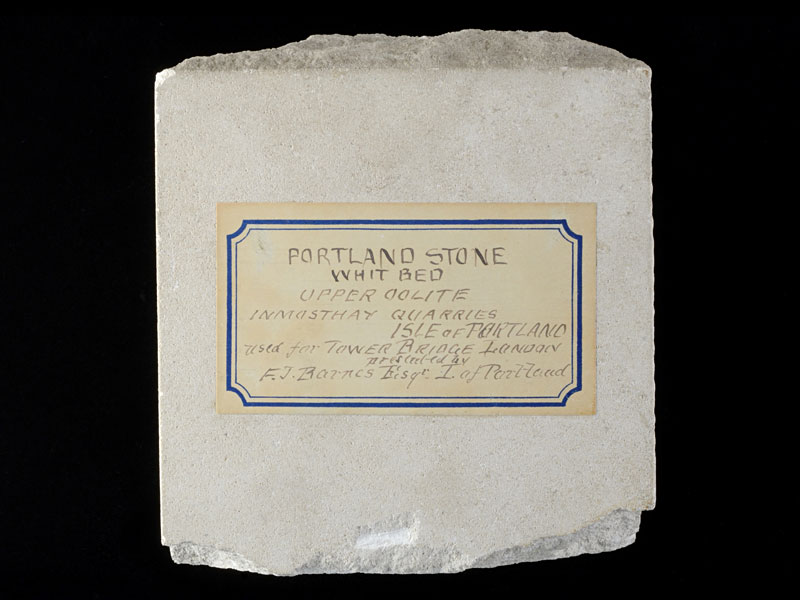 PORTLAND STONE
WHIT BED
UPPER OOLITE
INMOSTHAY QUARRIES
ISLE OF PORTLAND
used for TOWER BRIDGE LONDON
presented by
F.J. Barnes Esqr. I. of Portland